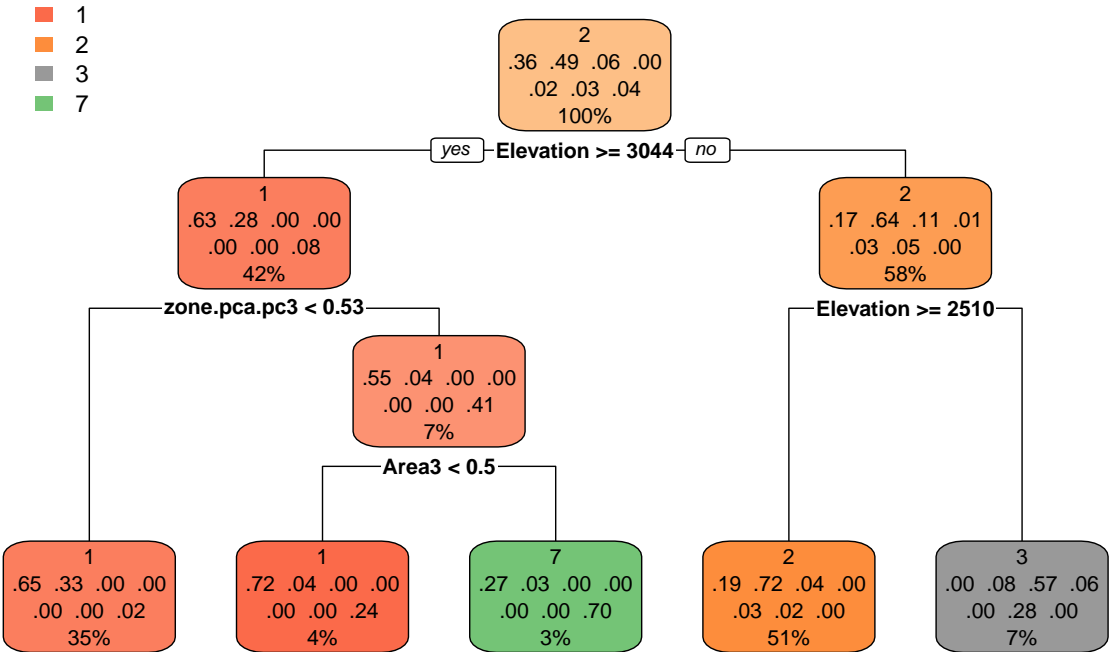 1
2
3
7
2
.36 .49 .06 .00
.02 .03 .04
100%
yes Elevation >= 3044 no
1
.63 .28 .00 .00
.00 .00 .08
42%
2
.17 .64 .11 .01
.03 .05 .00
58%
zone.pca.pc3 < 0.53
Elevation >= 2510
1
.55 .04 .00 .00
.00 .00 .41
7%
Area3 < 0.5
1
.65 .33 .00 .00
.00 .00 .02
35%
1
.72 .04 .00 .00
.00 .00 .24
4%
7
.27 .03 .00 .00
.00 .00 .70
3%
2
.19 .72 .04 .00
.03 .02 .00
51%
3
.00 .08 .57 .06
.00 .28 .00
7%